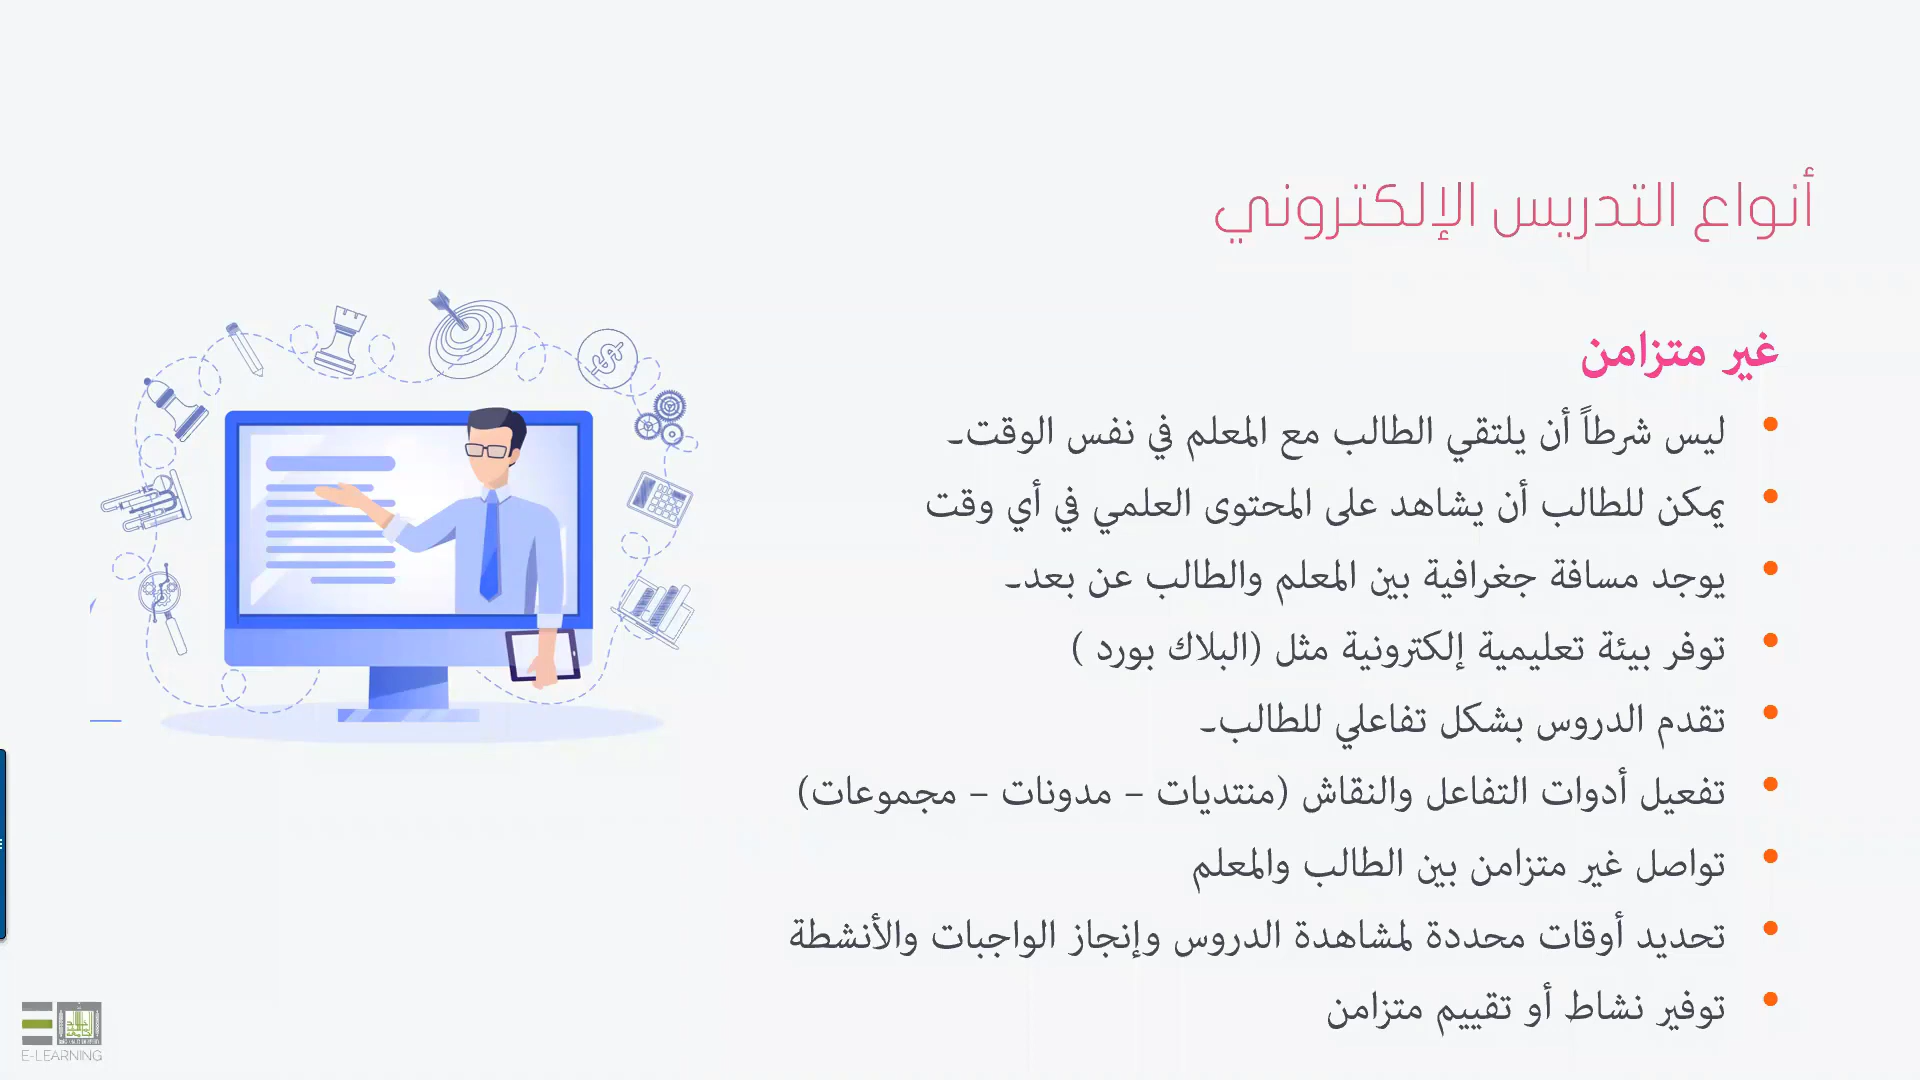 أنواع التدريس الإلكتروني
غير متزامن
ليس شرطاً أن يلتقي الطالب مع المعلم في نفس الوقت.
يمكن للطالب أن يشاهد على المحتوى العلمي في أي وقت
يوجد مسافة جغرافية بين المعلم والطالب عن بعد.
توفر بيئة تعليمية إلكترونية مثل (البلاك بورد )
تقدم الدروس بشكل تفاعلي للطالب.
تفعيل أدوات التفاعل والنقاش (منتديات – مدونات – مجموعات)
تواصل غير متزامن بين الطالب والمعلم
تحديد أوقات محددة لمشاهدة الدروس وإنجاز الواجبات والأنشطة
توفير نشاط أو تقييم متزامن
E-LEARNING